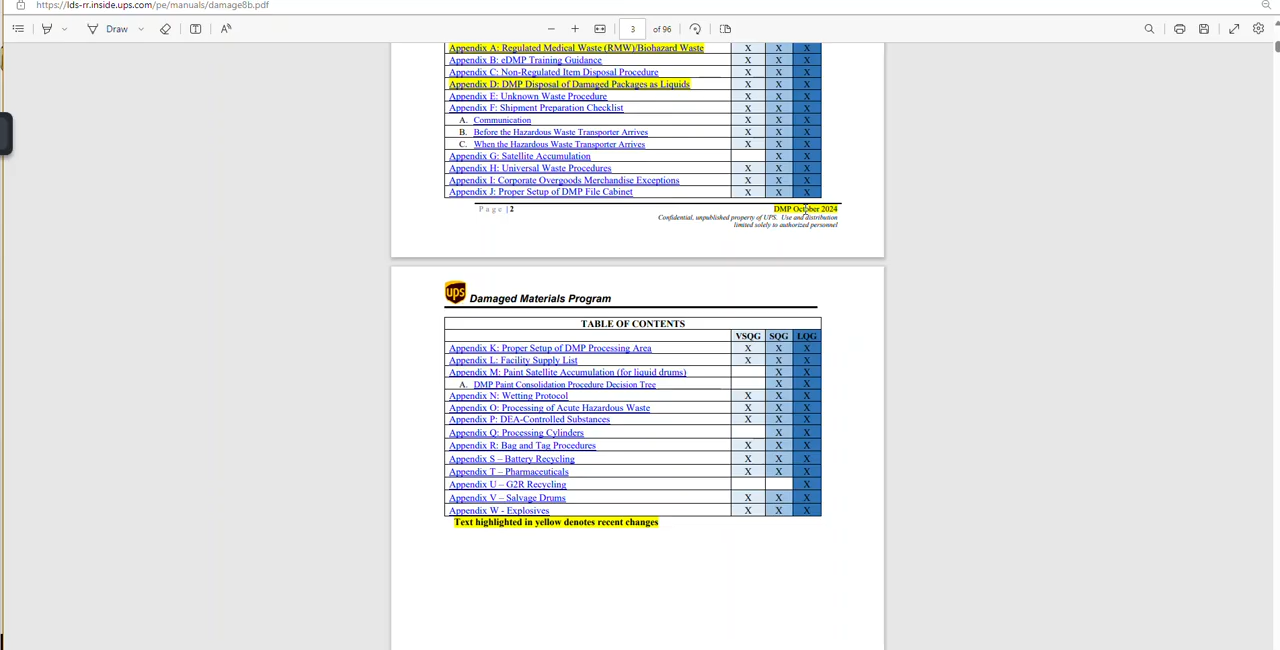 https://lds-rr.inside.ups.com/pe/manuals/damage8b.pdf
Draw 3 of 96
Appendix A: Regulated Medical Waste (RMW)/Biohazard Waste X X X
Appendix B: eDMP Training Guidance X X X
Appendix C: Non-Regulated Item Disposal Procedure X X X
Appendix D: DMP Disposal of Damaged Packages as Liquids X X X
Appendix E: Unknown Waste Procedure X X X
Appendix F: Shipment Preparation Checklist X X X
A. Communication X X X
B. Before the Hazardous Waste Transporter Arrives X X X
C. When the Hazardous Waste Transporter Arrives X X X
Appendix G: Satellite Accumulation X X
Appendix H: Universal Waste Procedures X X X
Appendix I: Corporate Overgoods Merchandise Exceptions X X X
Appendix J: Proper Setup of DMP File Cabinet X X X
Page | 2 DMP October 2024
Confidential, unpublished property of UPS. Use and distribution
limited solely to authorized personnel
ups Damaged Materials Program
TABLE OF CONTENTS
VSQG SQG LQG
Appendix K: Proper Setup of DMP Processing Area X X X
Appendix L: Facility Supply List X X X
Appendix M: Paint Satellite Accumulation (for liquid drums) X X
A. DMP Paint Consolidation Procedure Decision Tree X X
Appendix N: Wetting Protocol X X X
Appendix O: Processing of Acute Hazardous Waste X X X
Appendix P: DEA-Controlled Substances X X X
Appendix Q: Processing Cylinders X X
Appendix R: Bag and Tag Procedures X X X
Appendix S – Battery Recycling X X X
Appendix T – Pharmaceuticals X X X
Appendix U – G2R Recycling X
Appendix V – Salvage Drums X X X
Appendix W - Explosives X X X
Text highlighted in yellow denotes recent changes